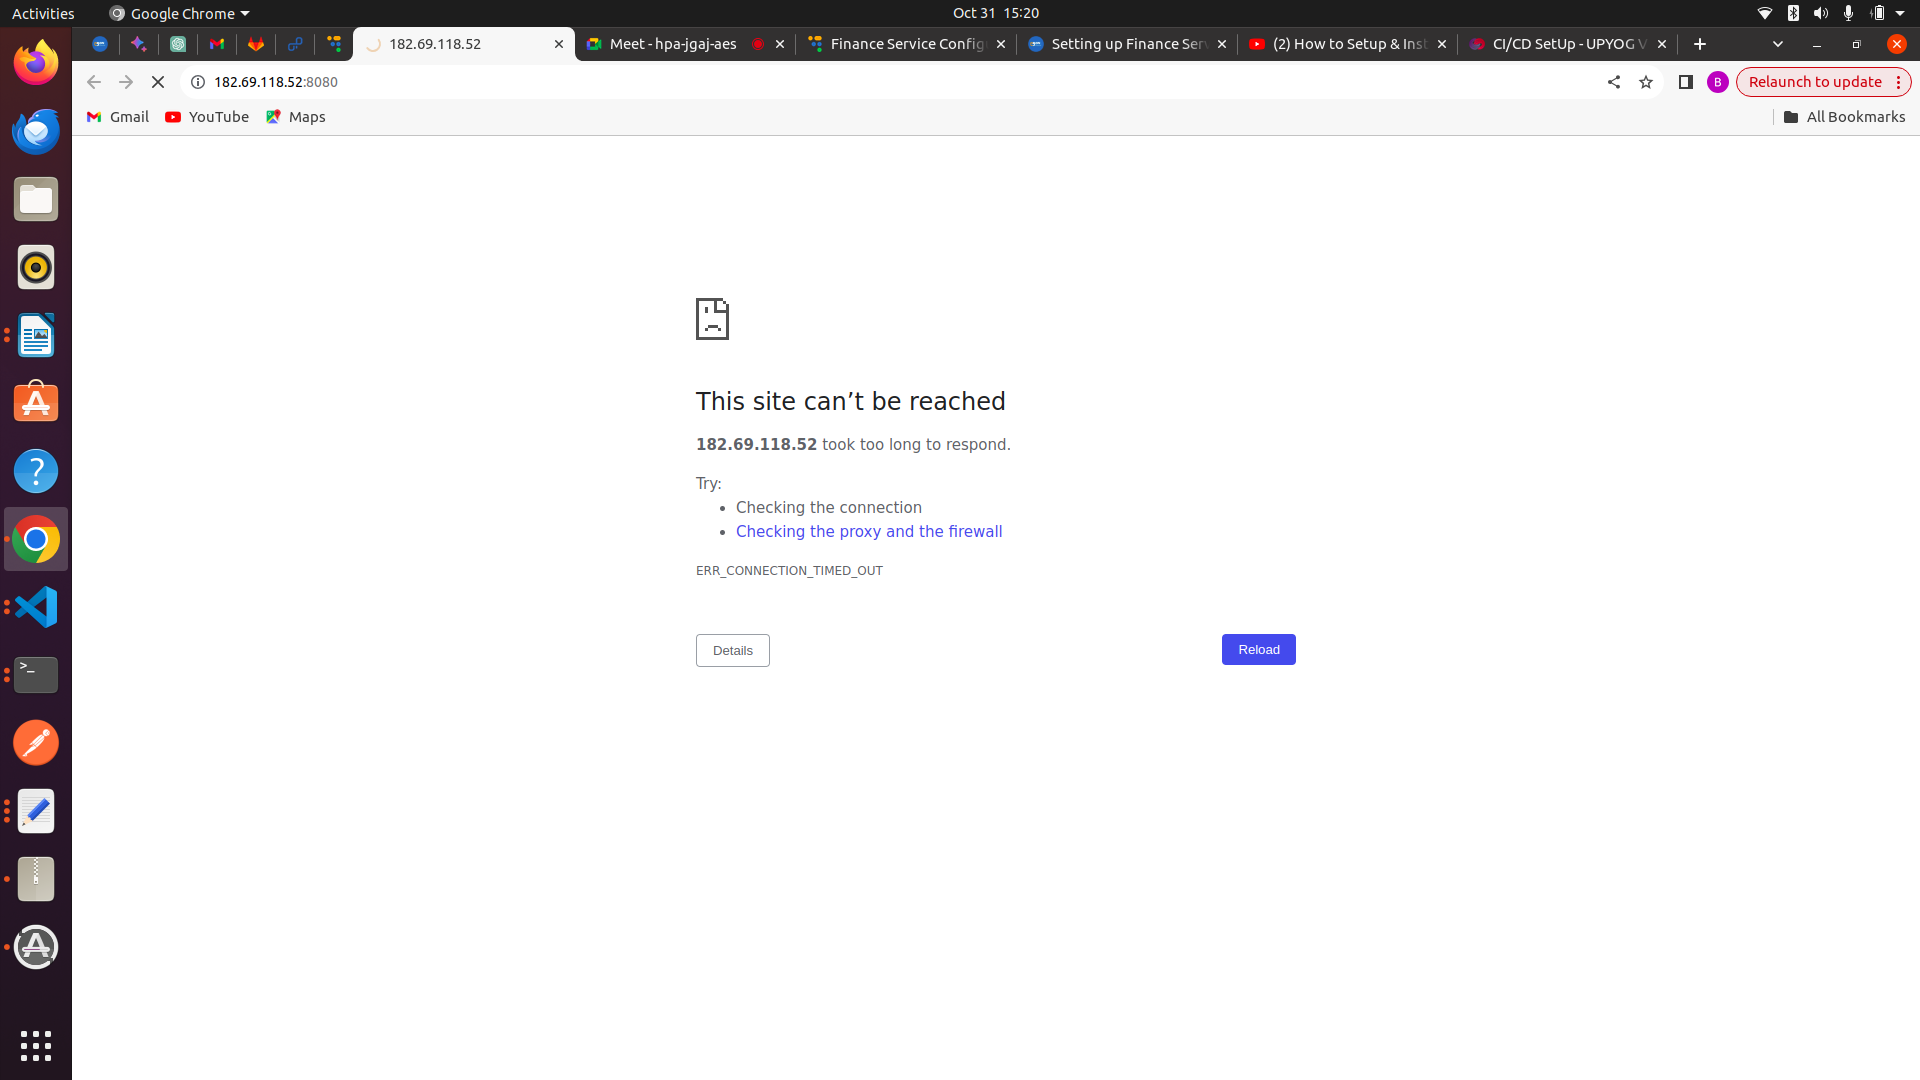 Activities
Google Chrome
Oct 31 15:20
182.69.118.52
Meet - hpa-jgaj-aes
Finance Service Config
Setting up Finance Serv
(2) How to Setup & Inst
CI/CD SetUp - UPYOG V
182.69.118.52:8080
B
Relaunch to update
Gmail
YouTube
Maps
All Bookmarks
This site can’t be reached
182.69.118.52 took too long to respond.
Try:
• Checking the connection
• Checking the proxy and the firewall
ERR_CONNECTION_TIMED_OUT
Details
Reload